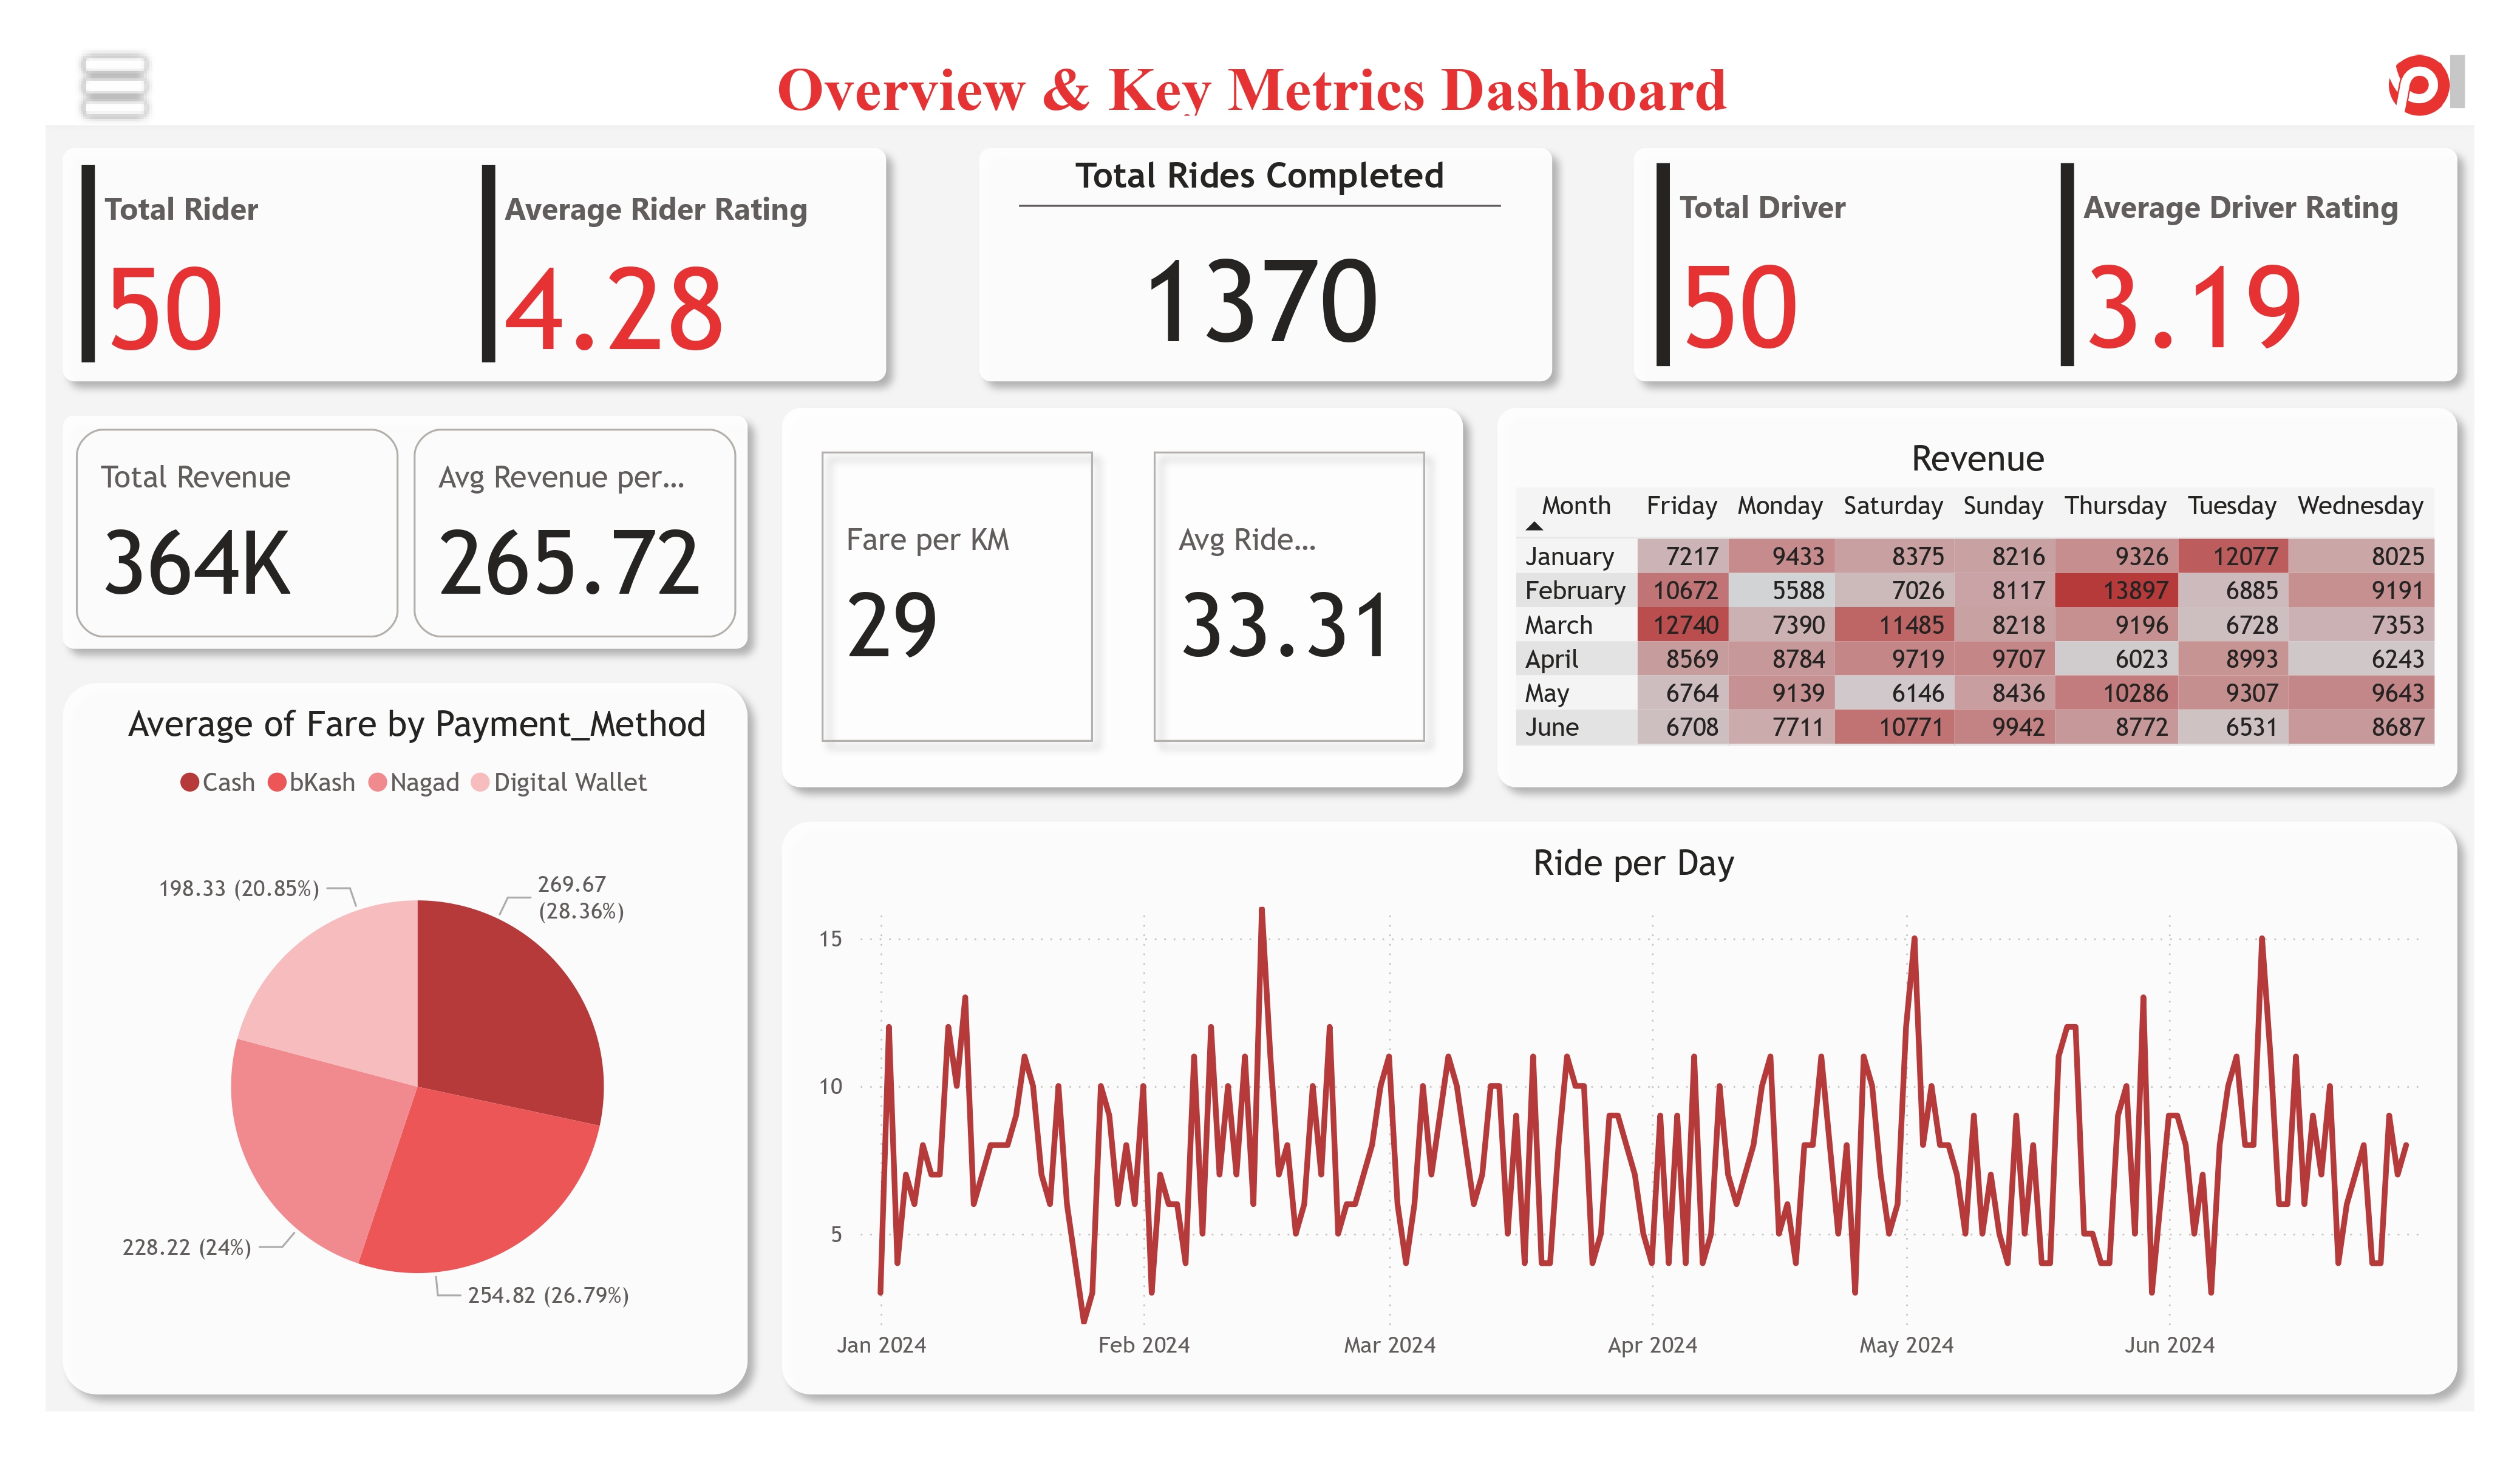 Overview & Key Metrics Dashboard
Total Rider
50
Average Rider Rating
4.28
Total Rides Completed
1370
Total Driver
50
Average Driver Rating
3.19
Total Revenue
364K
Avg Revenue per...
265.72
Fare per KM
29
Avg Ride...
33.31
Revenue
Month Friday Monday Saturday Sunday Thursday Tuesday Wednesday
January 7217 9433 8375 8216 9326 12077 8025
February 10672 5588 7026 8117 13897 6885 9191
March 12740 7390 11485 8218 9196 6728 7353
April 8569 8784 9719 9707 6023 8993 6243
May 6764 9139 6146 8436 10286 9307 9643
June 6708 7711 10771 9942 8772 6531 8687
Average of Fare by Payment_Method
Cash bKash Nagad Digital Wallet
198.33 (20.85%)
269.67
(28.36%)
228.22 (24%)
254.82 (26.79%)
Ride per Day
15
10
5
Jan 2024 Feb 2024 Mar 2024 Apr 2024 May 2024 Jun 2024